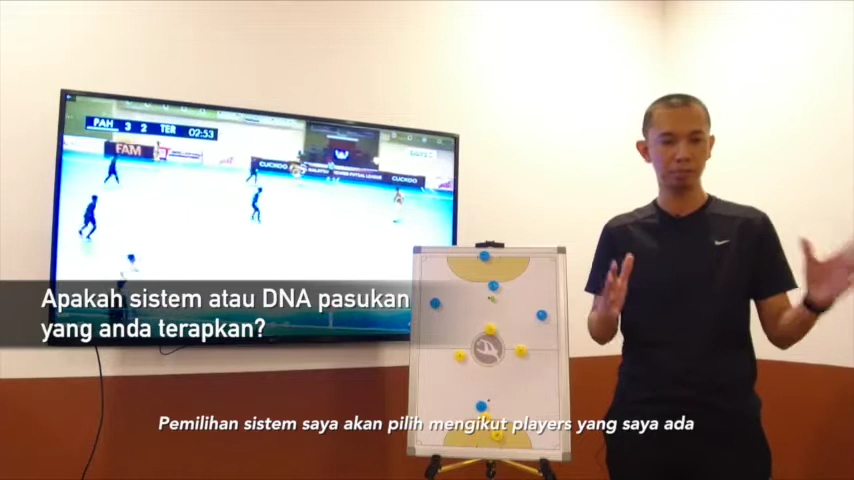 PAH 3 2 TER 02:53
FAM
CUCKOO
CUCKOO
Apakah sistem atau DNA pasukan
yang anda terapkan?
Pemilihan sistem saya akan pilih mengikut players yang saya ada